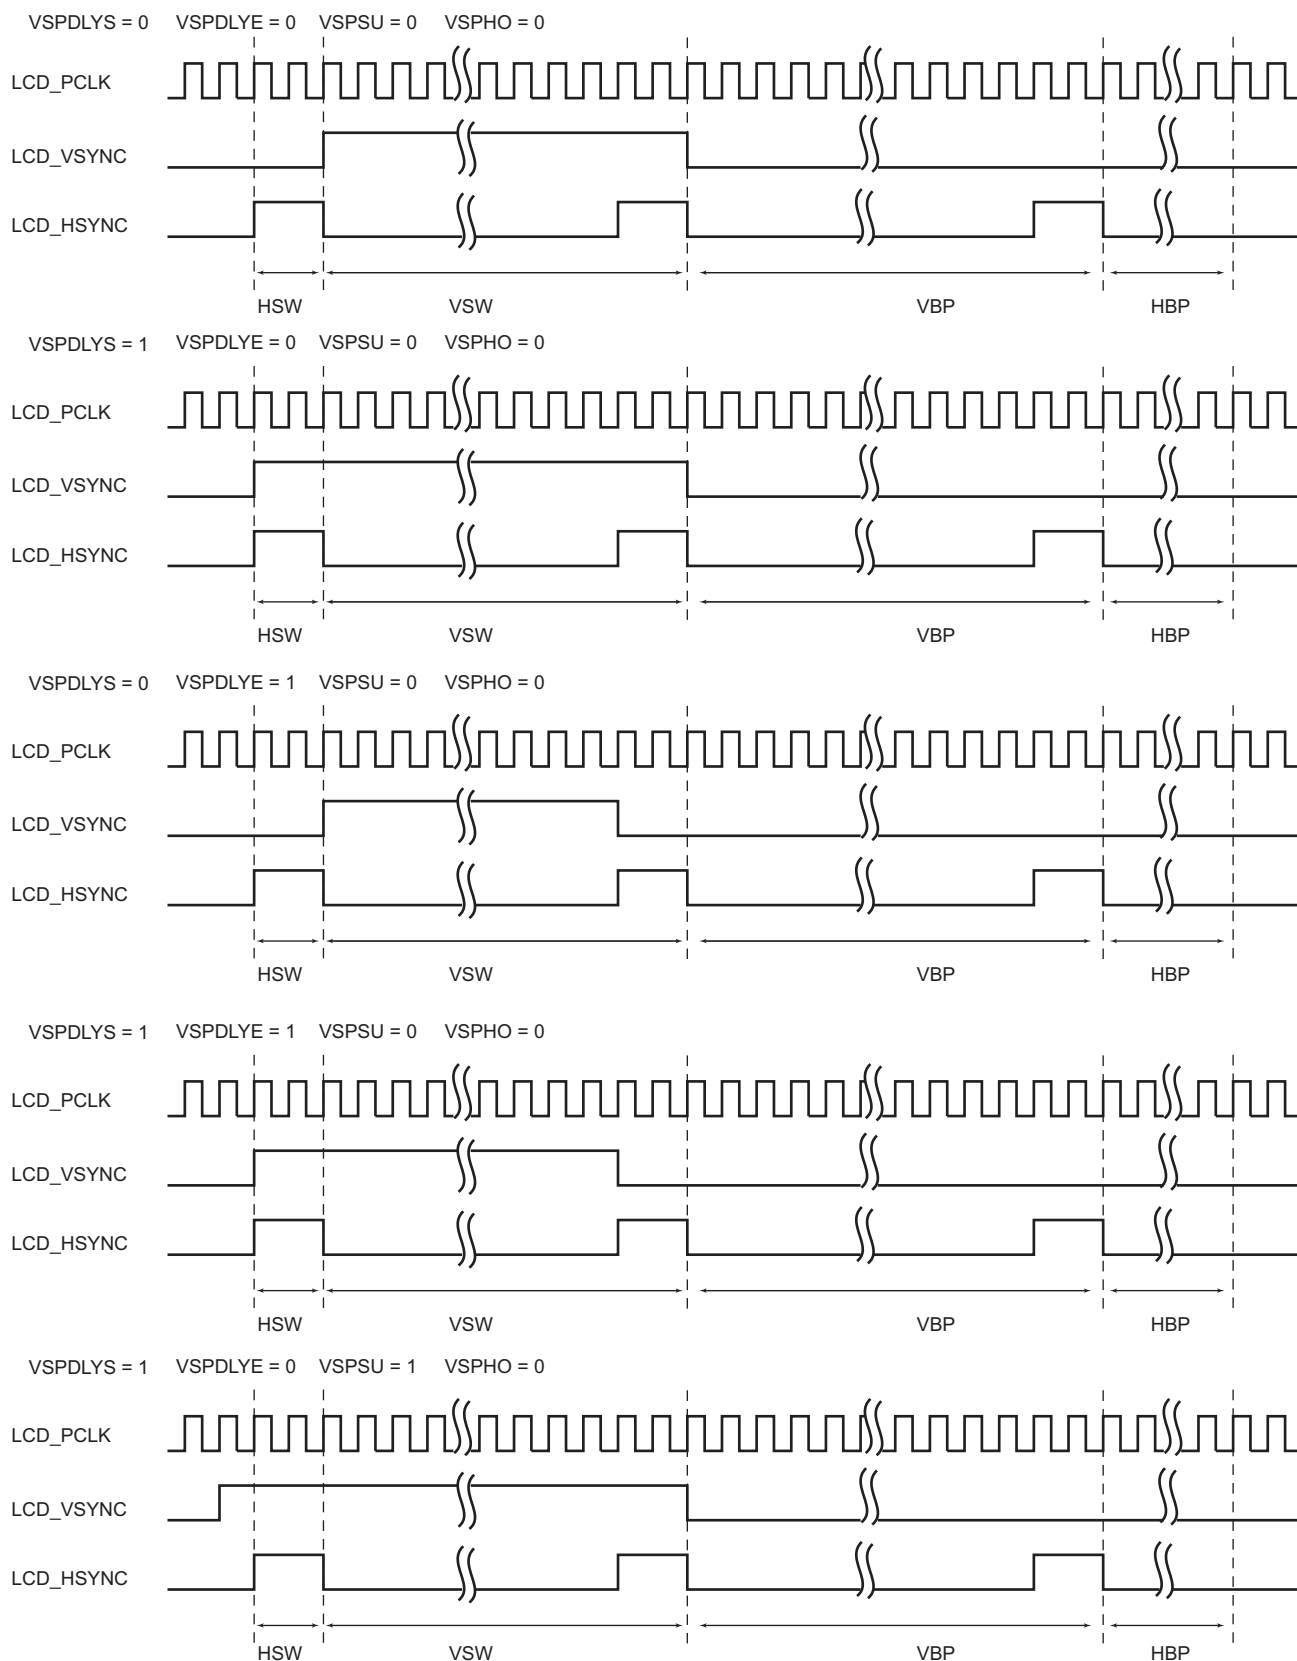 VSPDLYS = 0 VSPDLYE = 0 VSPSU = 0 VSPHO = 0
LCD_PCLK
LCD_VSYNC
LCD_HSYNC
HSW VSW VBP HBP
VSPDLYS = 1 VSPDLYE = 0 VSPSU = 0 VSPHO = 0
LCD_PCLK
LCD_VSYNC
LCD_HSYNC
HSW VSW VBP HBP
VSPDLYS = 0 VSPDLYE = 1 VSPSU = 0 VSPHO = 0
LCD_PCLK
LCD_VSYNC
LCD_HSYNC
HSW VSW VBP HBP
VSPDLYS = 1 VSPDLYE = 1 VSPSU = 0 VSPHO = 0
LCD_PCLK
LCD_VSYNC
LCD_HSYNC
HSW VSW VBP HBP
VSPDLYS = 1 VSPDLYE = 0 VSPSU = 1 VSPHO = 0
LCD_PCLK
LCD_VSYNC
LCD_HSYNC
HSW VSW VBP HBP